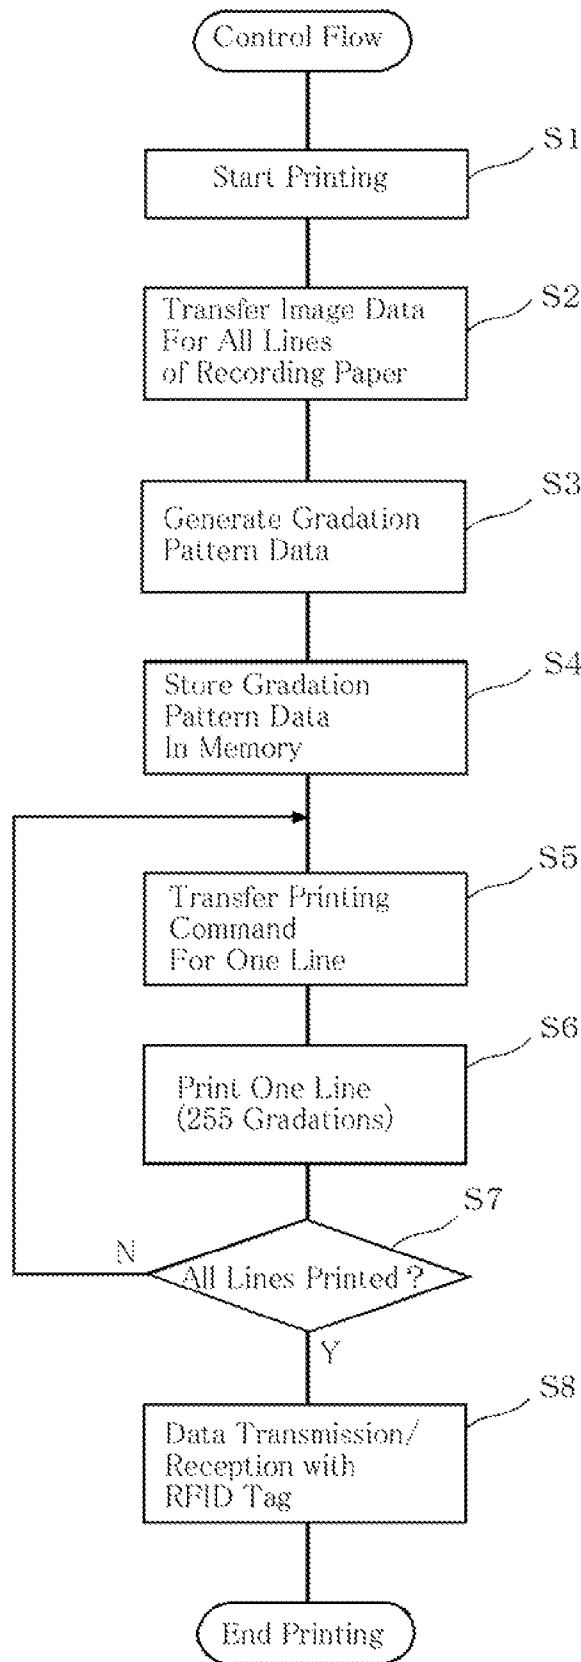 Control Flow
S1
Start Printing
S2
Transfer Image Data
For All Lines
of Recording Paper
S3
Generate Gradation
Pattern Data
S4
Store Gradation
Pattern Data
In Memory
S5
Transfer Printing
Command
For One Line
S6
Print One Line
(255 Gradations)
S7
N
All Lines Printed ?
Y
S8
Data Transmission/
Reception with
RFID Tag
End Printing